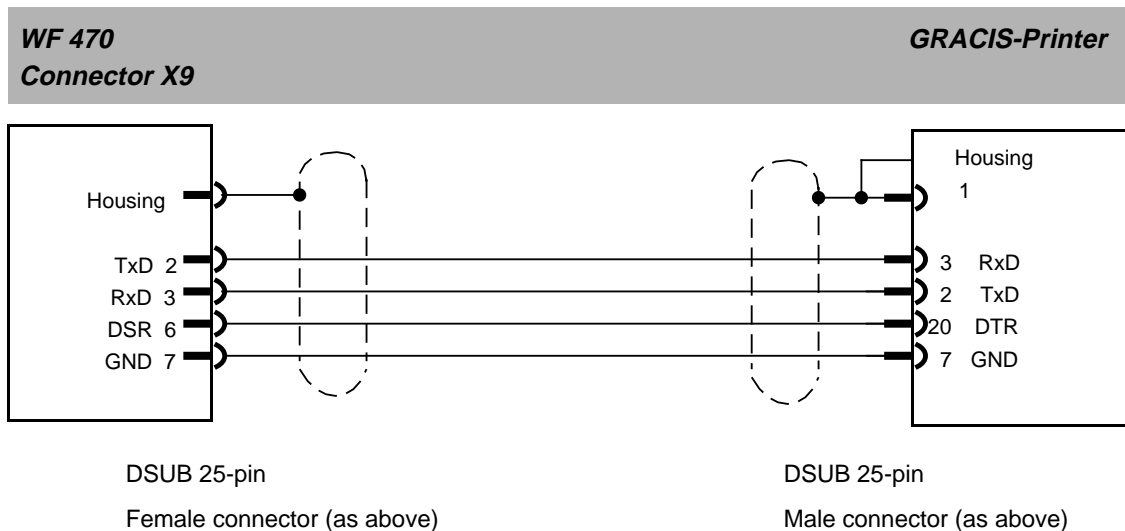 WF 470 GRACIS-Printer
Connector X9
Housing
Housing
1
TxD 2 3 RxD
RxD 3 2 TxD
DSR 6 20 DTR
GND 7 7 GND
DSUB 25-pin DSUB 25-pin
Female connector (as above) Male connector (as above)